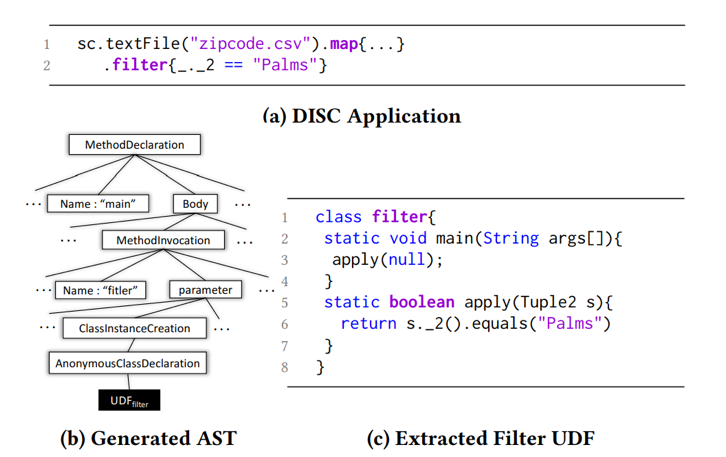 1 sc.textFile("zipcode.csv").map{...}
2 .filter{_._2 == "Palms"}
(a) DISC Application
MethodDeclaration
... Name : “main” Body ...
... MethodInvocation ...
... Name : “fitler” parameter ...
... ClassInstanceCreation ...
AnonymousClassDeclaration
UDFfilter
(b) Generated AST
1 class filter{
2 static void main(String args[]){
3 apply(null);
4 }
5 static boolean apply(Tuple2 s){
6 return s._2().equals("Palms")
7 }
8 }
(c) Extracted Filter UDF